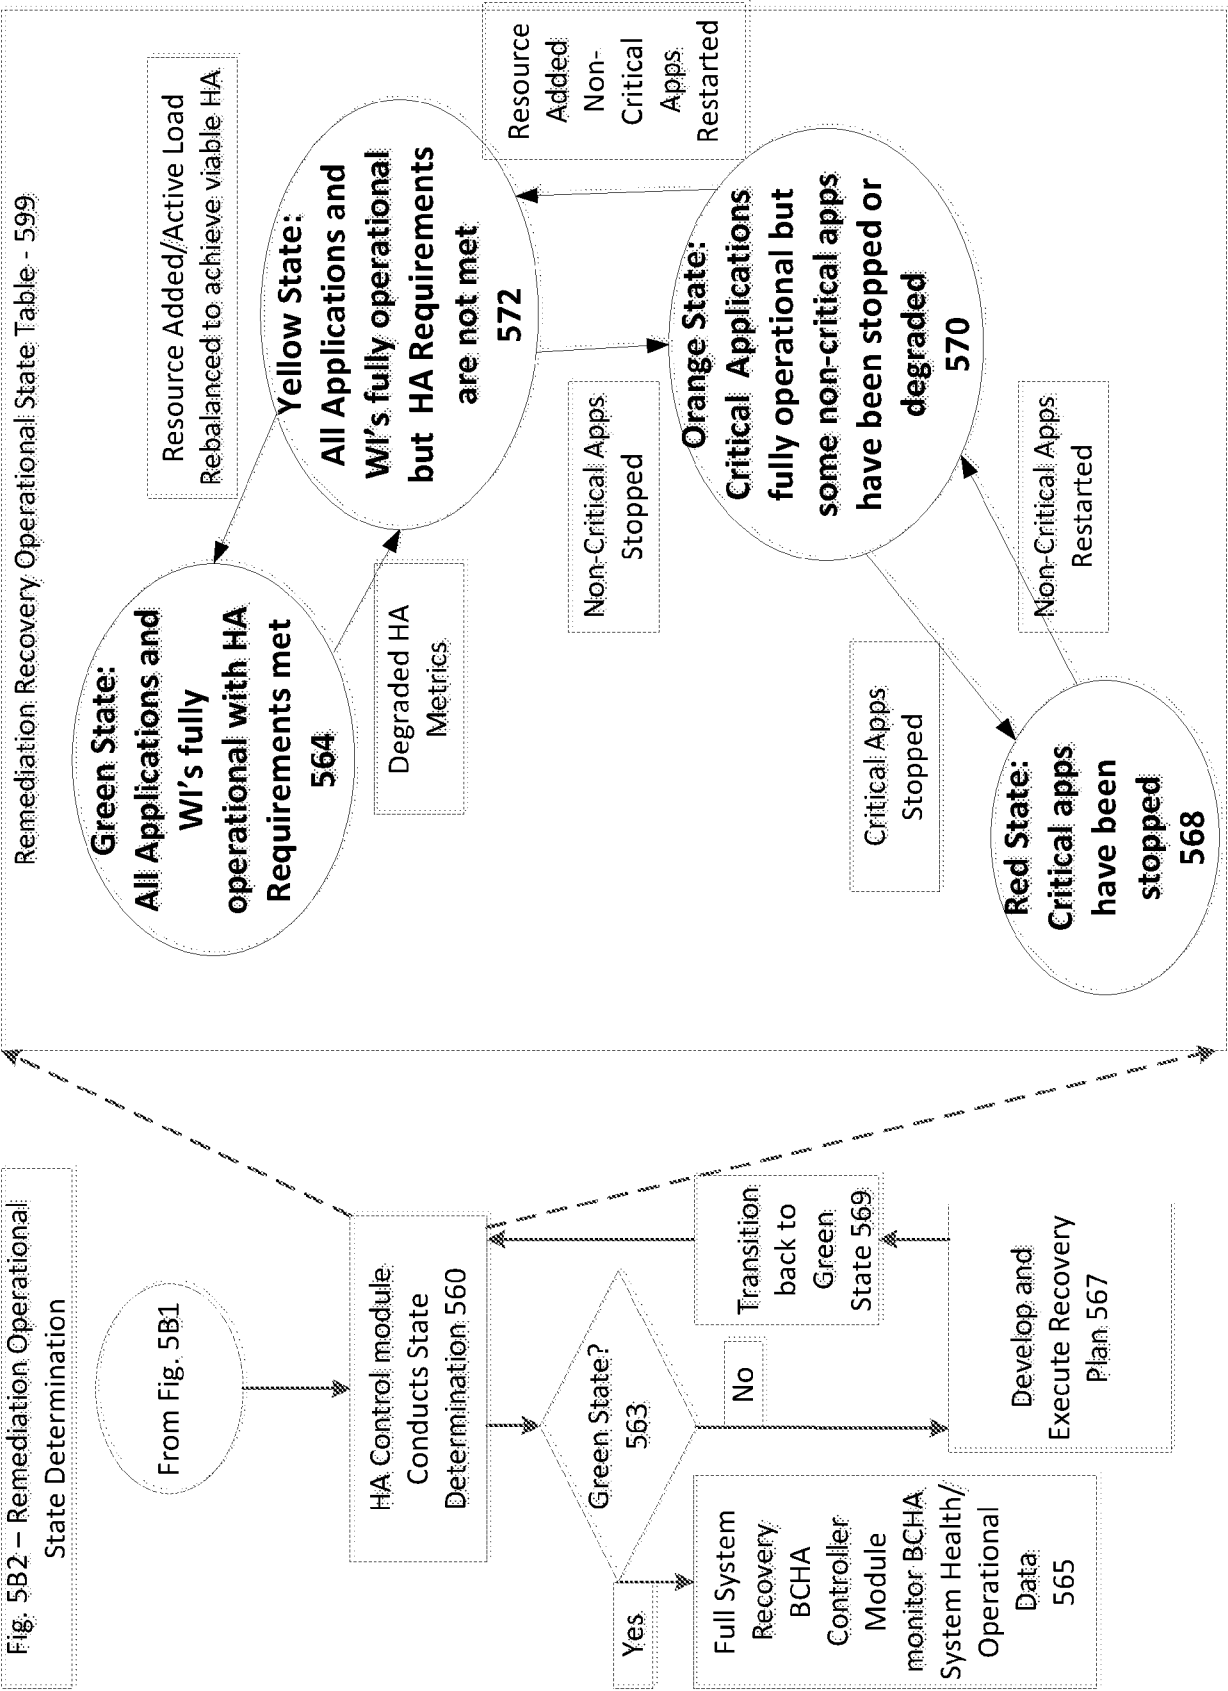 Fig. 5B2 – Remediation Operational
State Determination
From Fig. 5B1
HA Control module
Conducts State
Determination 560
Green State?
563
Yes
No
Full System
Recovery
BCHA
Controller
Module
monitor BCHA
System Health/
Operational
Data
565
Transition
back to
Green
State 569
Develop and
Execute Recovery
Plan 567
Remediation Recovery Operational State Table - 599
Green State:
All Applications and
WI's fully
operational with HA
Requirements met
564
Resource Added/Active Load
Rebalanced to achieve viable HA
Degraded HA
Metrics
Yellow State:
All Applications and
WI's fully operational
but HA Requirements
are not met
572
Resource
Added
Non-
Critical
Apps
Restarted
Non-Critical Apps
Stopped
Orange State:
Critical Applications
fully operational but
some non-critical apps
have been stopped or
degraded
570
Critical Apps
Stopped
Non-Critical Apps
Restarted
Red State:
Critical apps
have been
stopped
568